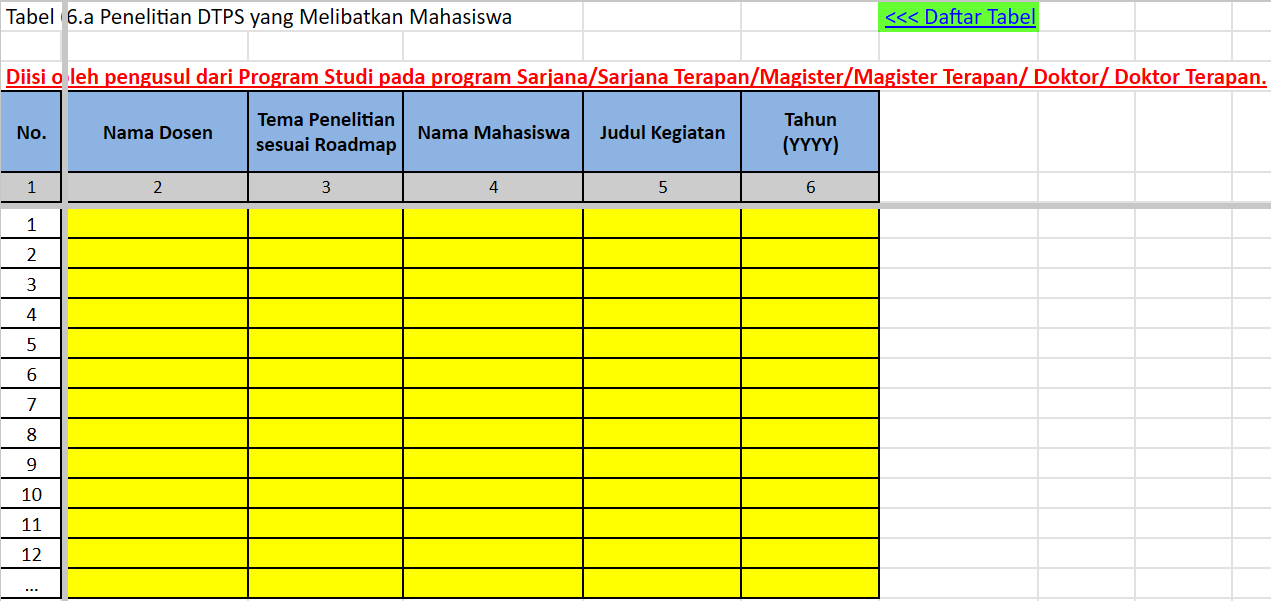 Tabel 6.a Penelitian DTPS yang Melibatkan Mahasiswa
<<< Daftar Tabel
Diisi oleh pengusul dari Program Studi pada program Sarjana/Sarjana Terapan/Magister/Magister Terapan/ Doktor/ Doktor Terapan.
No.
Nama Dosen
Tema Penelitian
sesuai Roadmap
Nama Mahasiswa
Judul Kegiatan
Tahun
(YYYY)
1 2 3 4 5 6
1
2
3
4
5
6
7
8
9
10
11
12
...